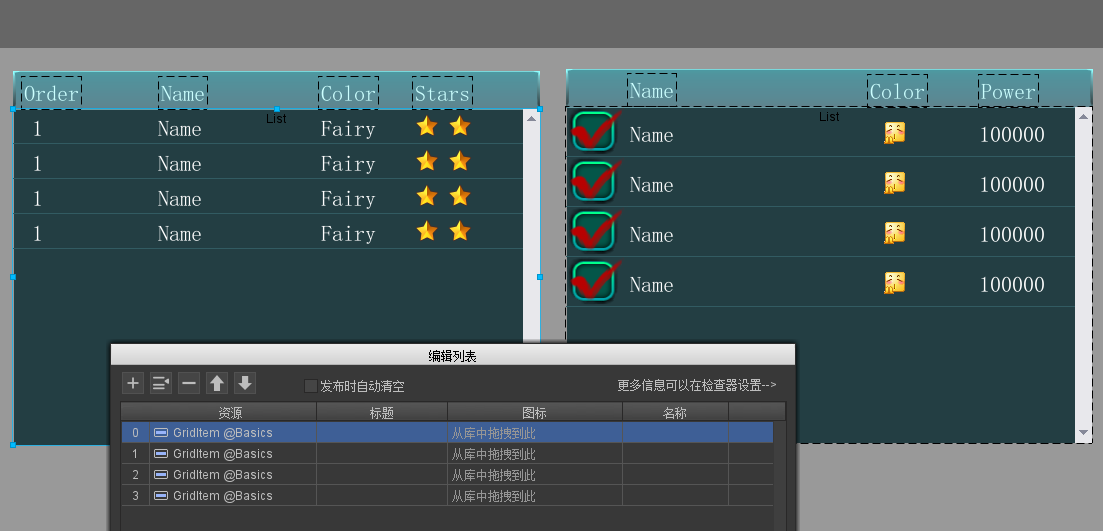 Order Name Color Stars
List
1 Name Fairy
1 Name Fairy
1 Name Fairy
1 Name Fairy
Name Color Power
List
Name 100000
Name 100000
Name 100000
Name 100000
编辑列表
发布时自动清空 更多信息可以在检查器设置-->
资源 标题 图标 名称
0 GridItem @Basics 从库中拖拽到此
1 GridItem @Basics 从库中拖拽到此
2 GridItem @Basics 从库中拖拽到此
3 GridItem @Basics 从库中拖拽到此